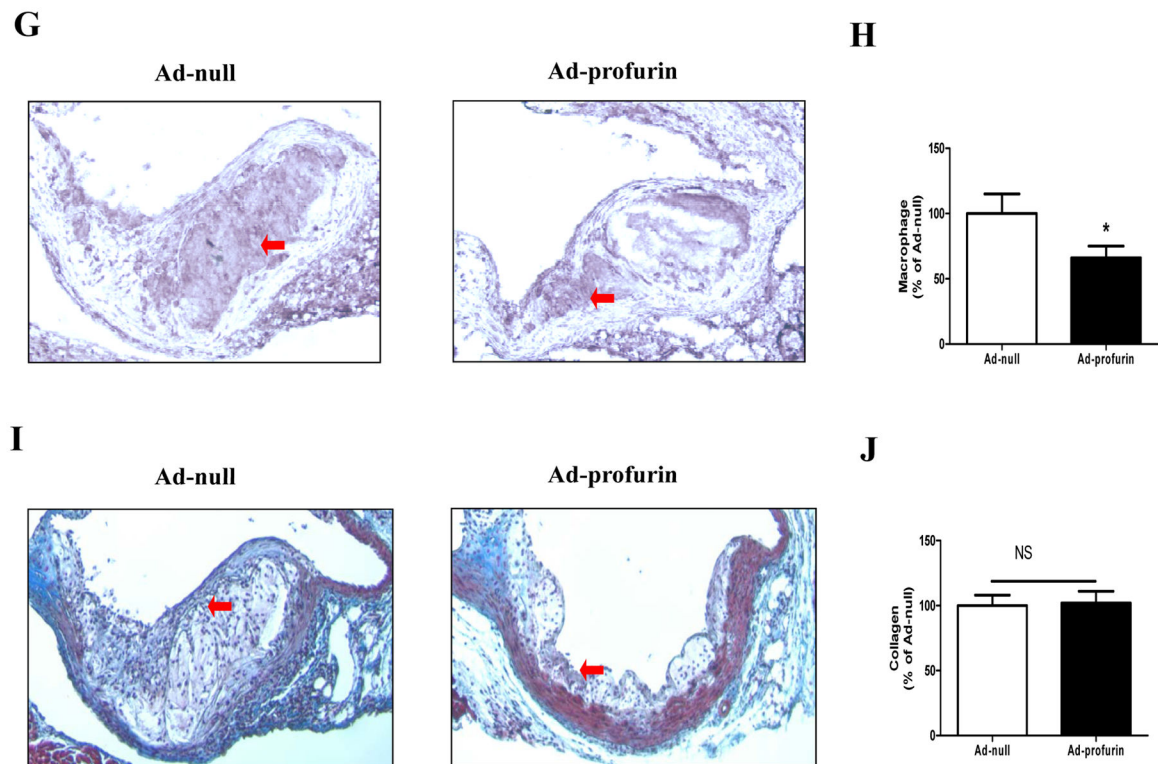 G
Ad-null
Ad-profurin
H
150
100
50
0
Macrophage
(% of Ad-null)
*
Ad-null
Ad-profurin
I
Ad-null
Ad-profurin
J
150
100
50
0
Collagen
(% of Ad-null)
NS
Ad-null
Ad-profurin